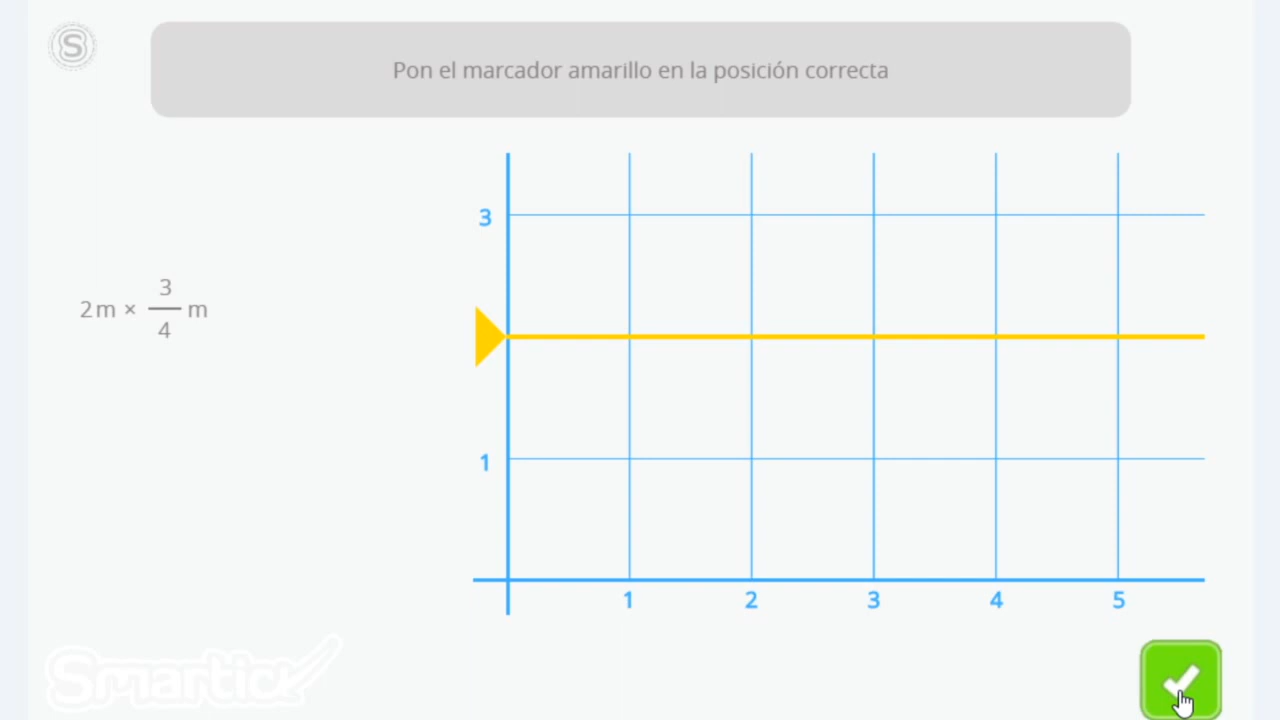 S
Pon el marcador amarillo en la posición correcta
3
2 m × 3/4 m
1
1 2 3 4 5
Smartick